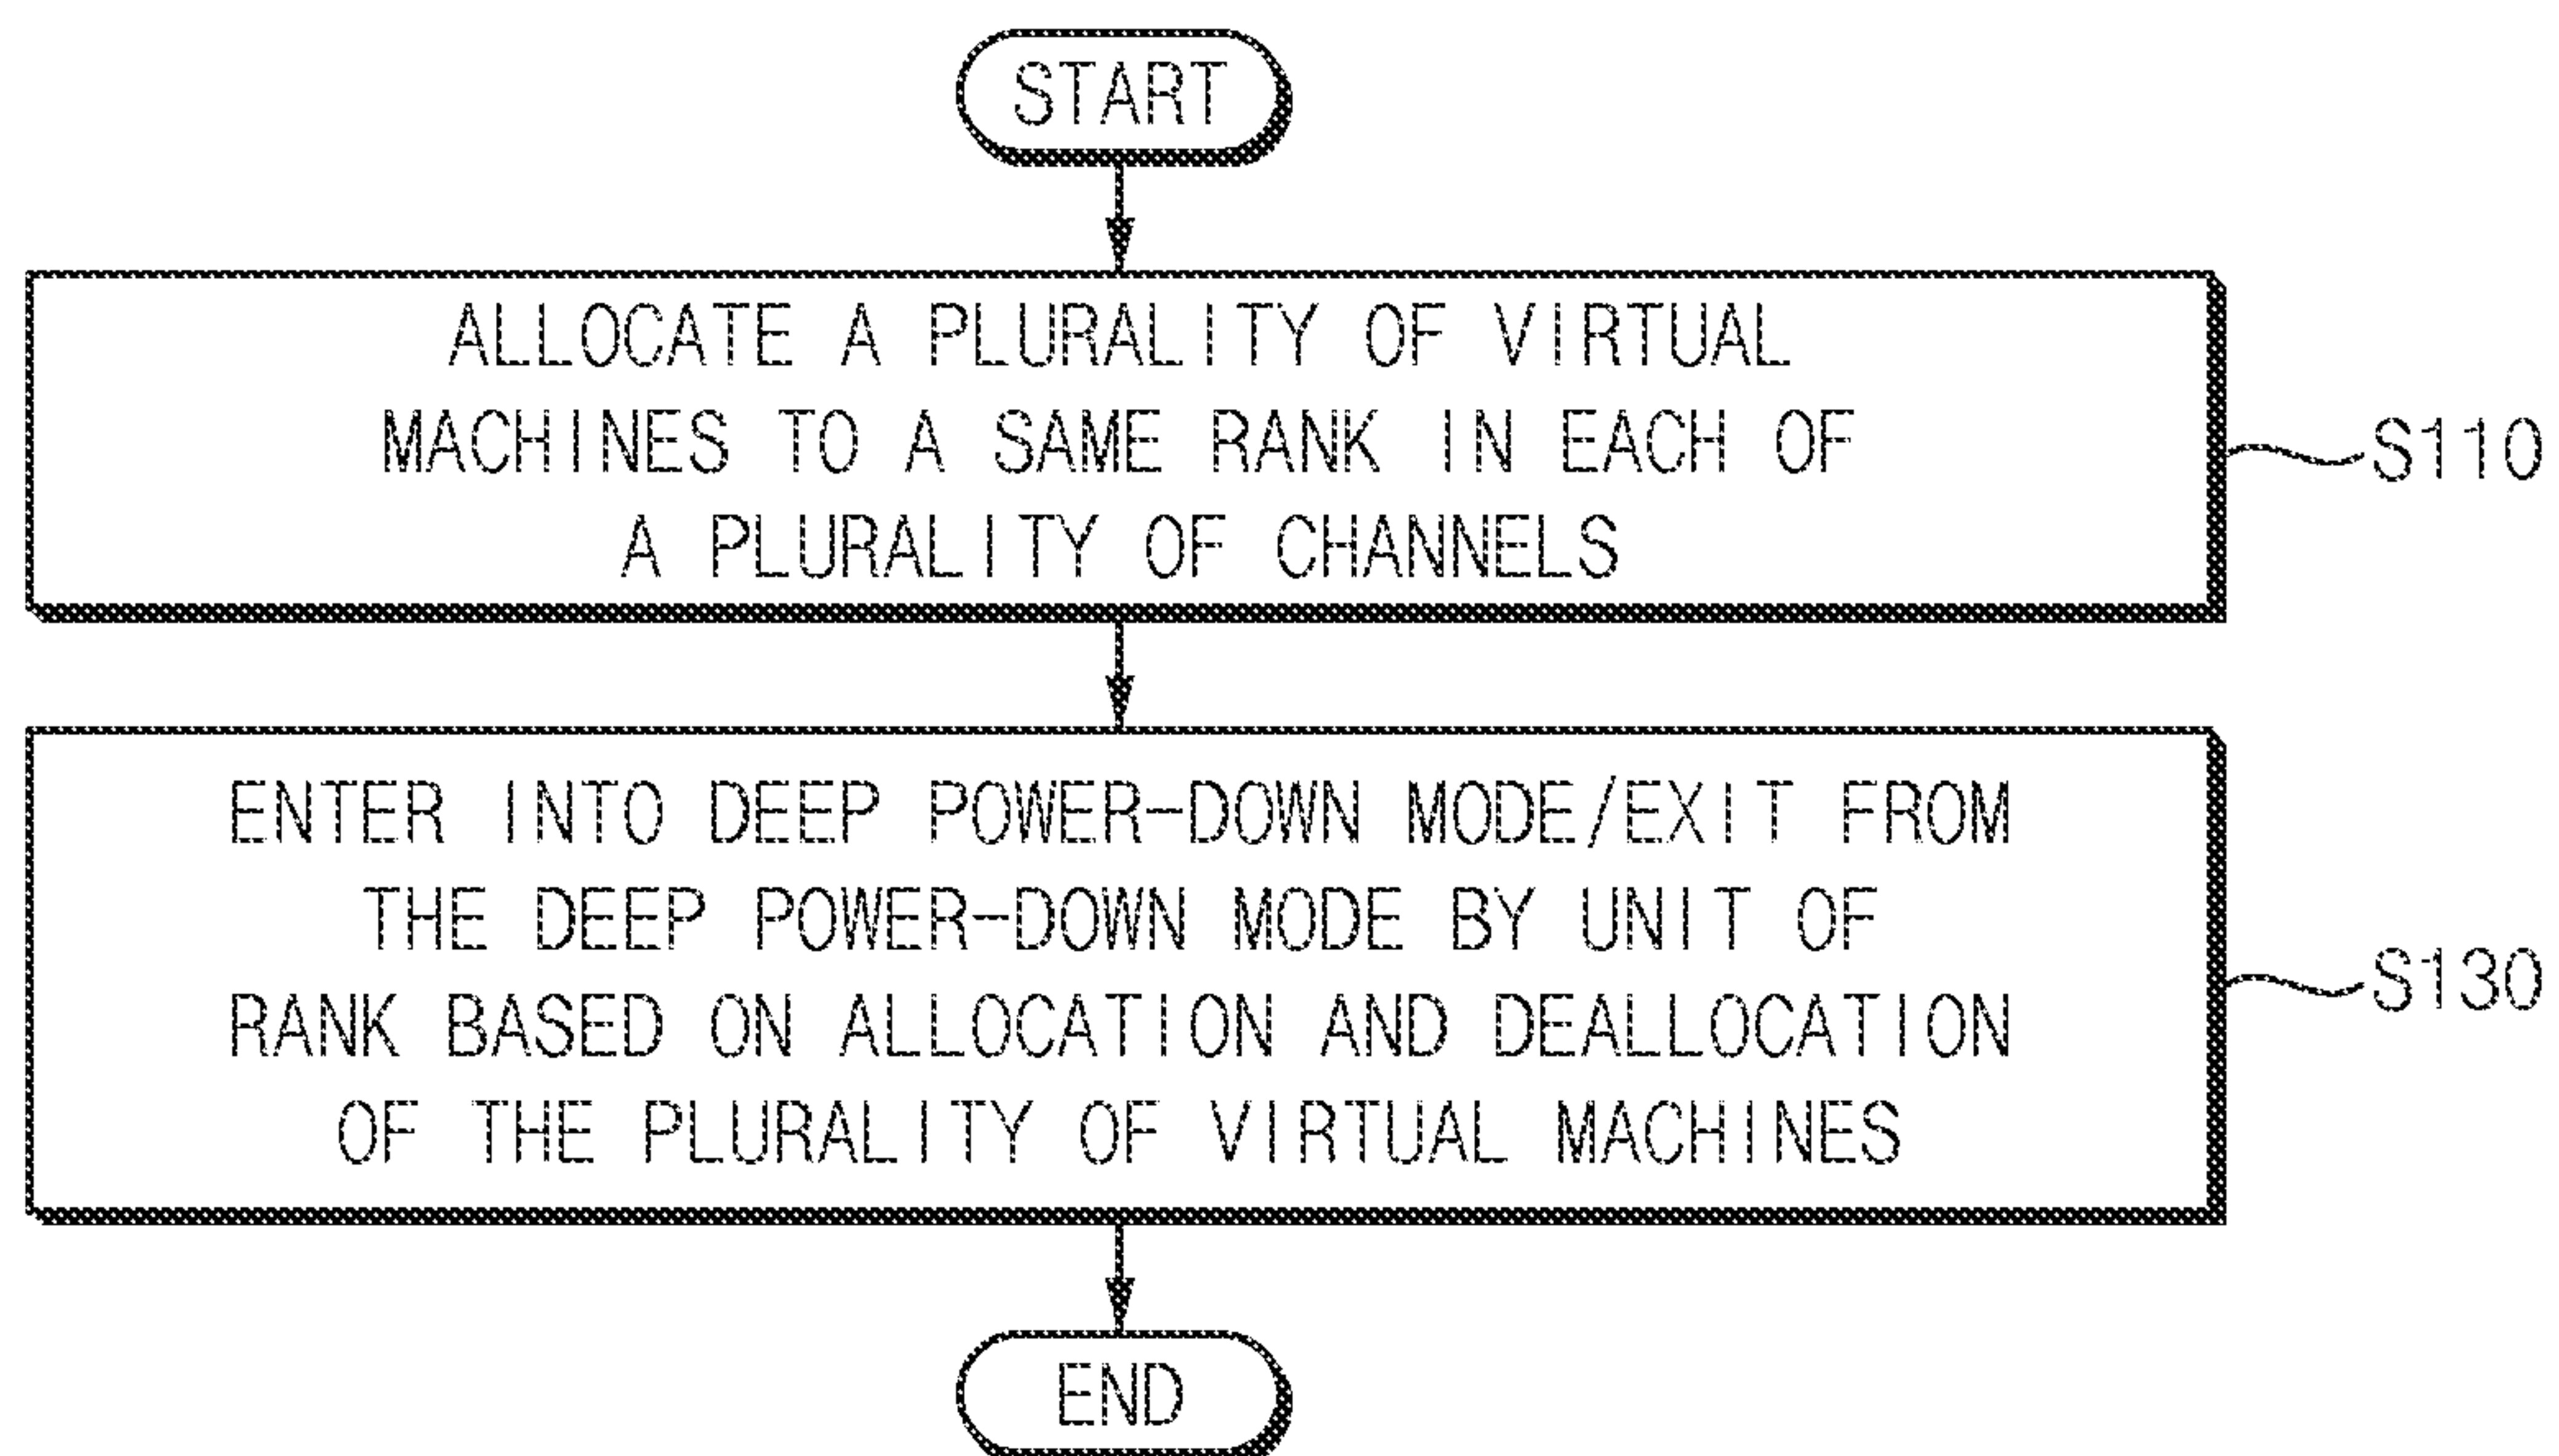 START
ALLOCATE A PLURALITY OF VIRTUAL
MACHINES TO A SAME RANK IN EACH OF
A PLURALITY OF CHANNELS
S110
ENTER INTO DEEP POWER-DOWN MODE/EXIT FROM
THE DEEP POWER-DOWN MODE BY UNIT OF
RANK BASED ON ALLOCATION AND DEALLOCATION
OF THE PLURALITY OF VIRTUAL MACHINES
S130
END